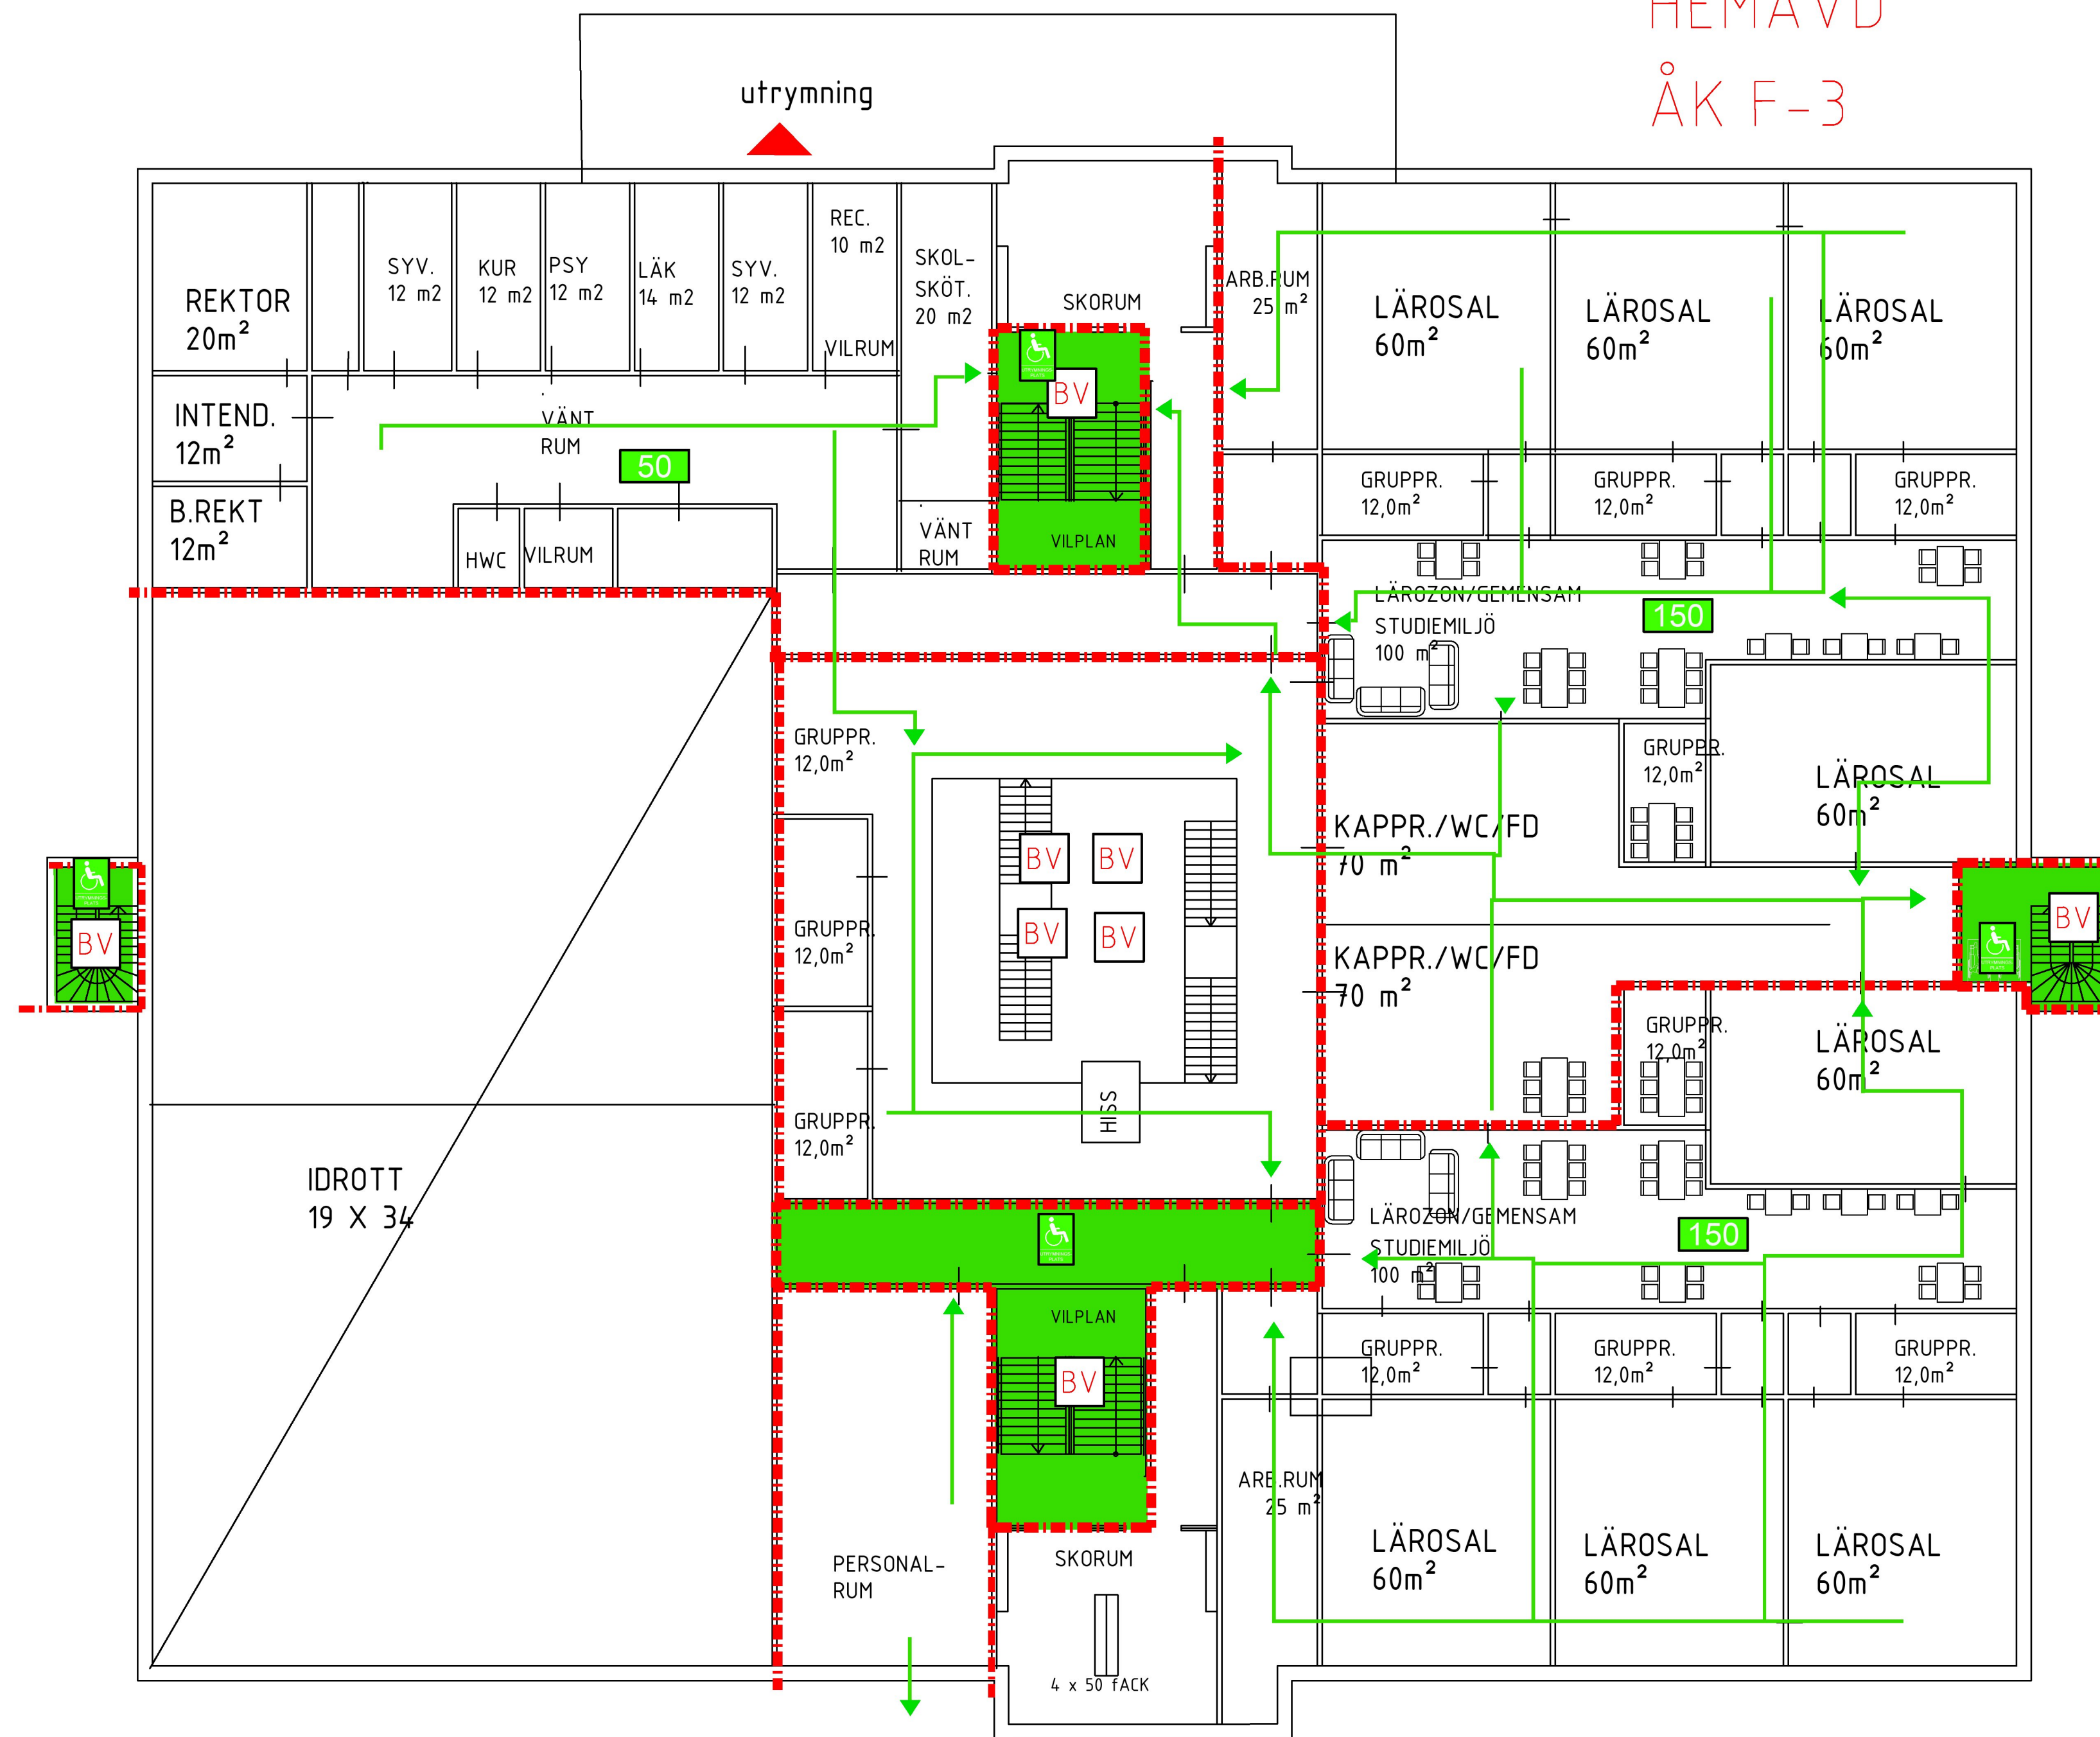 HEMAVD
ÅK F-3
utrymning
REKTOR
20m²
SYV.
12 m2
KUR
12 m2
PSY
12 m2
LÄK
14 m2
SYV.
12 m2
REC.
10 m2
VILRUM
SKOL-
SKÖT.
20 m2
SKORUM
ARB.RUM
25 m²
LÄROSAL
60m²
LÄROSAL
60m²
LÄROSAL
60m²
INTEND.
12m²
VÄNT
RUM
50
BV
B.REKT
12m²
HWC
VILRUM
VÄNT
RUM
VILPLAN
GRUPPR.
12,0m²
GRUPPR.
12,0m²
GRUPPR.
12,0m²
LÄROZON/GEMENSAM
STUDIEMILJÖ
100 m²
150
GRUPPR.
12,0m²
GRUPPR.
12,0m²
LÄROSAL
60m²
KAPPR./WC/FD
70 m²
BV
BV
BV
BV
BV
BV
GRUPPR.
12,0m²
KAPPR./WC/FD
70 m²
GRUPPR.
12,0m²
LÄROSAL
60m²
HISS
GRUPPR.
12,0m²
IDROTT
19 X 34
LÄROZON/GEMENSAM
STUDIEMILJÖ
100 m²
150
VILPLAN
BV
GRUPPR.
12,0m²
GRUPPR.
12,0m²
GRUPPR.
12,0m²
ARB.RUM
25 m²
PERSONAL-
RUM
SKORUM
LÄROSAL
60m²
LÄROSAL
60m²
LÄROSAL
60m²
4 x 50 fACK